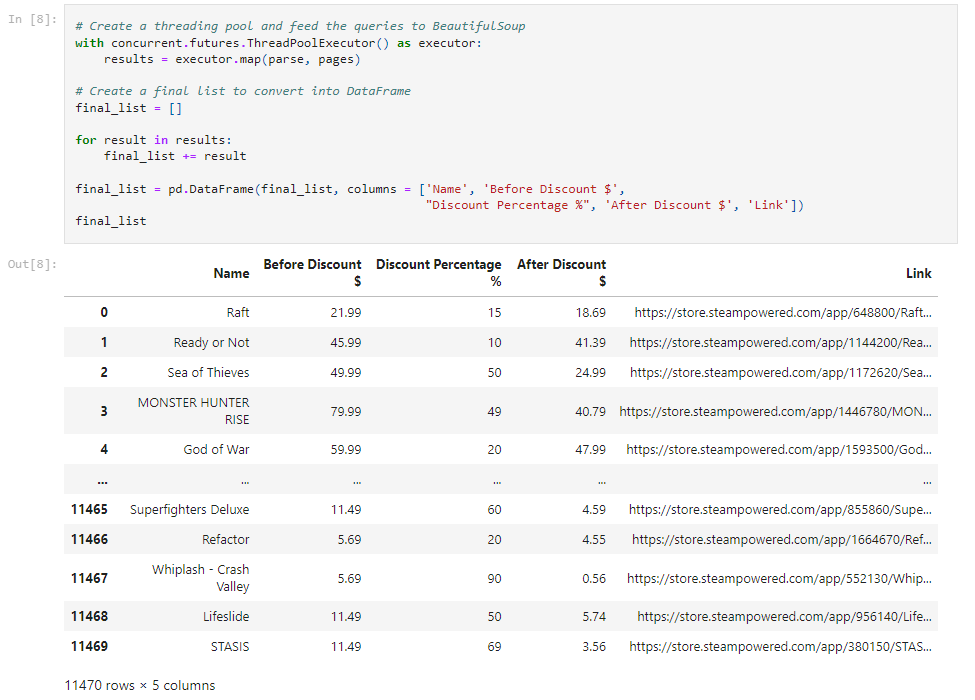 In [8]:
# Create a threading pool and feed the queries to BeautifulSoup
with concurrent.futures.ThreadPoolExecutor() as executor:
    results = executor.map(parse, pages)
# Create a final list to convert into DataFrame
final_list = []
for result in results:
    final_list += result
final_list = pd.DataFrame(final_list, columns = ['Name', 'Before Discount $',
                                                 "Discount Percentage %", 'After Discount $', 'Link'])
final_list
Out[8]:
Name Before Discount $ Discount Percentage % After Discount $ Link
0 Raft 21.99 15 18.69 https://store.steampowered.com/app/648800/Raft...
1 Ready or Not 45.99 10 41.39 https://store.steampowered.com/app/1144200/Rea...
2 Sea of Thieves 49.99 50 24.99 https://store.steampowered.com/app/1172620/Sea...
3 MONSTER HUNTER RISE 79.99 49 40.79 https://store.steampowered.com/app/1446780/MON...
4 God of War 59.99 20 47.99 https://store.steampowered.com/app/1593500/God...
... ... ... ... ... ...
11465 Superfighters Deluxe 11.49 60 4.59 https://store.steampowered.com/app/855860/Supe...
11466 Refactor 5.69 20 4.55 https://store.steampowered.com/app/1664670/Ref...
11467 Whiplash - Crash Valley 5.69 90 0.56 https://store.steampowered.com/app/552130/Whip...
11468 Lifeslide 11.49 50 5.74 https://store.steampowered.com/app/956140/Life...
11469 STASIS 11.49 69 3.56 https://store.steampowered.com/app/380150/STAS...
11470 rows × 5 columns